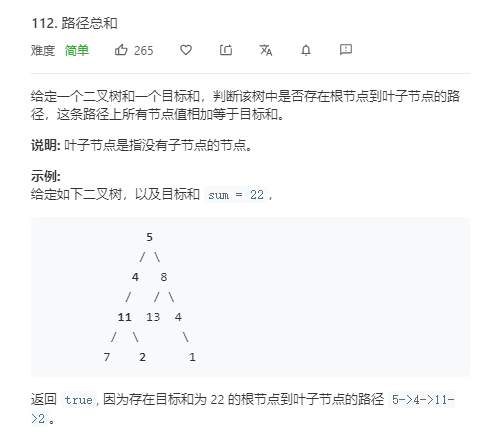 112. 路径总和
难度 简单 265
给定一个二叉树和一个目标和，判断该树中是否存在根节点到叶子节点的路
径，这条路径上所有节点值相加等于目标和。
说明: 叶子节点是指没有子节点的节点。
示例:
给定如下二叉树，以及目标和 sum = 22，
5
/ \
4 8
/ / \
11 13 4
/ \ \
7 2 1
返回 true, 因为存在目标和为 22 的根节点到叶子节点的路径 5->4->11-
>2。